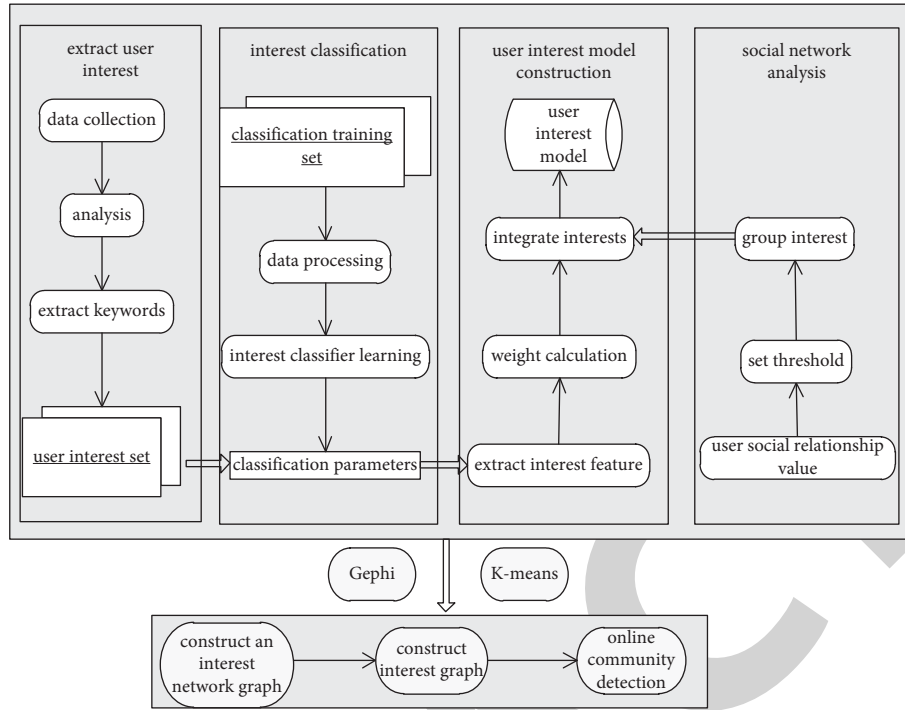 extract user
interest
data collection
analysis
extract keywords
user interest set
interest classification
classification training
set
data processing
interest classifier learning
classification parameters
user interest model
construction
user
interest
model
integrate interests
weight calculation
extract interest feature
social network
analysis
group interest
set threshold
user social relationship
value
Gephi
K-means
construct an
interest
network graph
construct
interest graph
online
community
detection